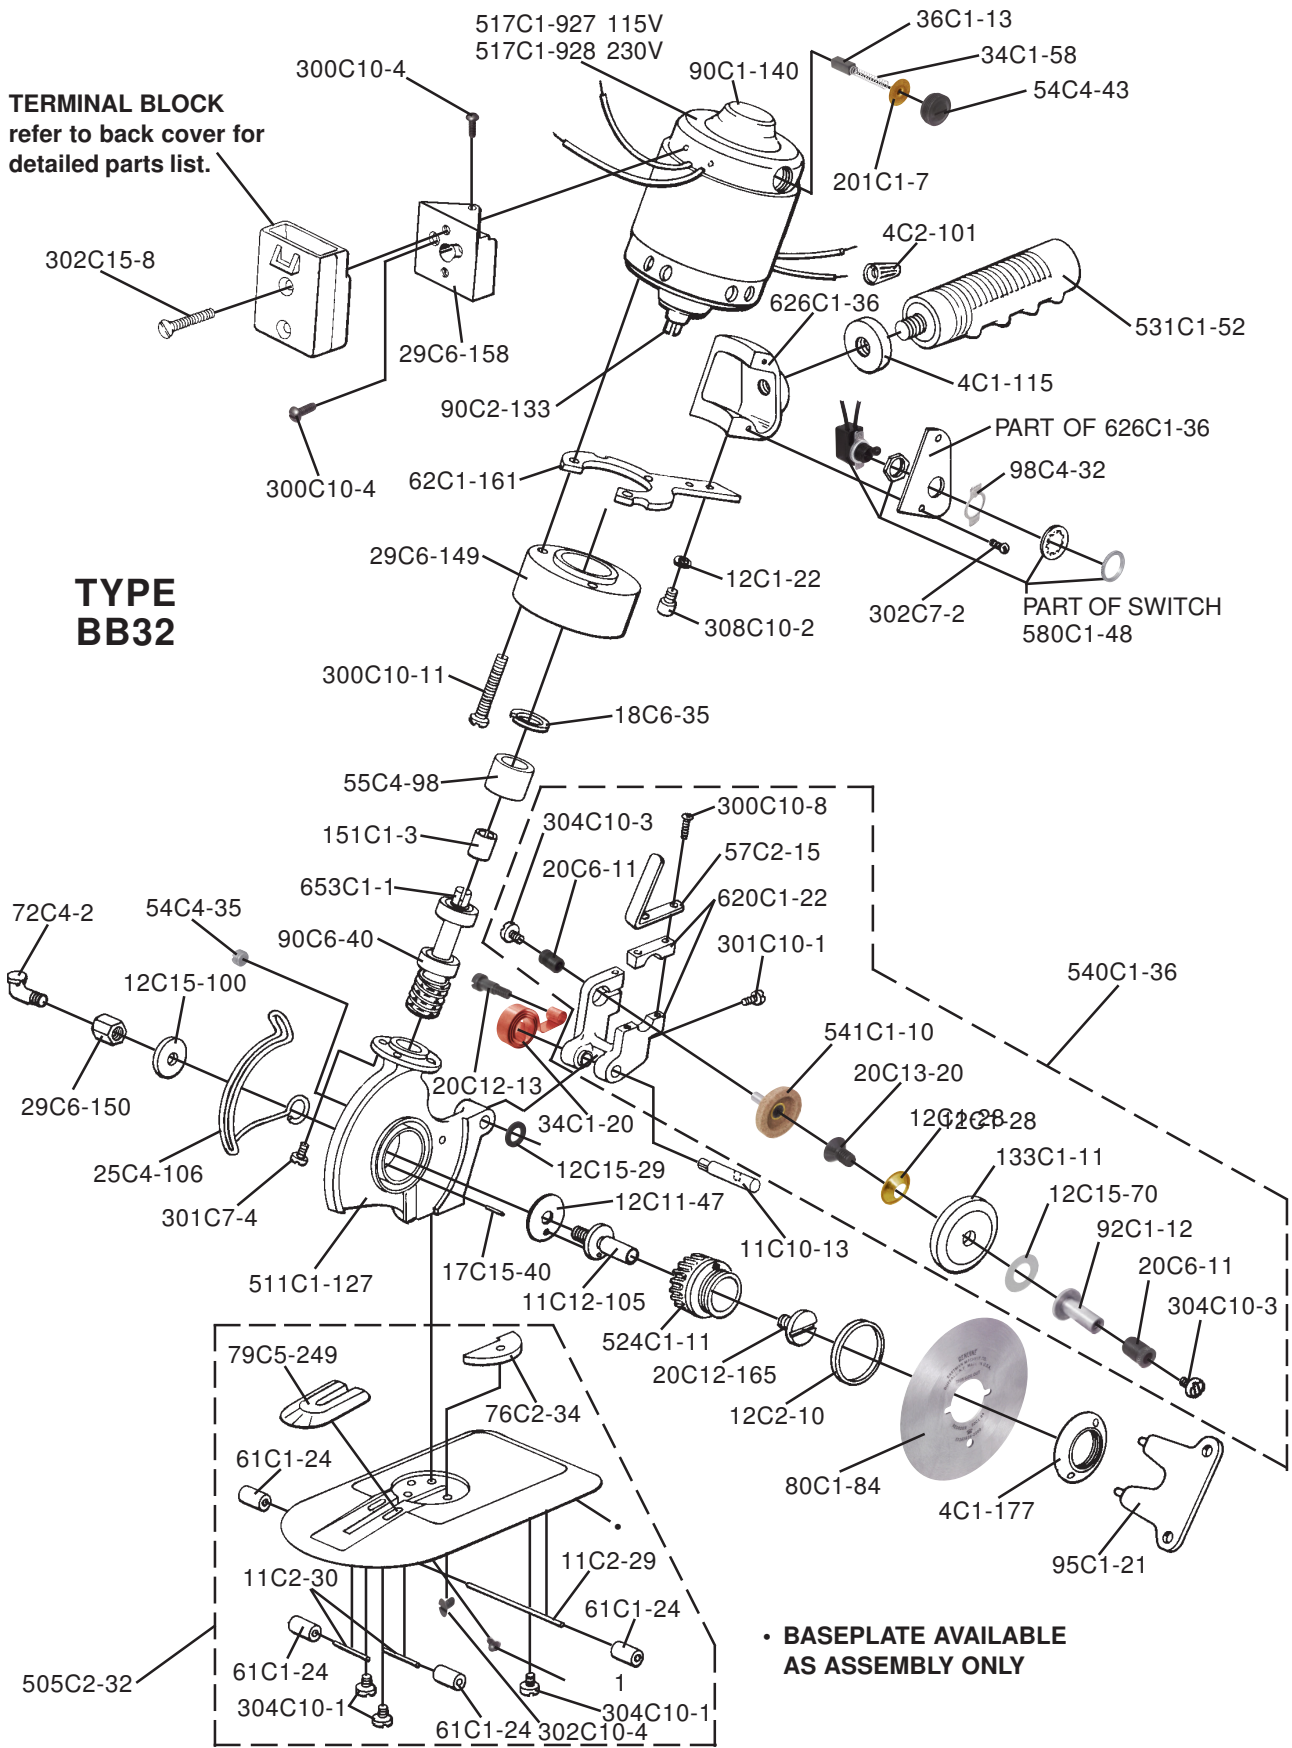 517C1-927 115V
517C1-928 230V
36C1-13
34C1-58
54C4-43
300C10-4
90C1-140
TERMINAL BLOCK
refer to back cover for
detailed parts list.
201C1-7
4C2-101
302C15-8
626C1-36
531C1-52
29C6-158
4C1-115
90C2-133
PART OF 626C1-36
98C4-32
300C10-4
62C1-161
29C6-149
12C1-22
302C7-2
PART OF SWITCH
580C1-48
308C10-2
TYPE
BB32
300C10-11
18C6-35
55C4-98
300C10-8
304C10-3
151C1-3
57C2-15
20C6-11
653C1-1
620C1-22
72C4-2
54C4-35
90C6-40
301C10-1
540C1-36
12C15-100
541C1-10
20C13-20
29C6-150
20C12-13
34C1-20
12C11-28
12C1-28
133C1-11
25C4-106
12C15-29
12C15-70
301C7-4
12C11-47
92C1-12
11C10-13
20C6-11
511C1-127
17C15-40
11C12-105
304C10-3
524C1-11
79C5-249
20C12-165
76C2-34
12C2-10
61C1-24
80C1-84
4C1-177
95C1-21
11C2-30
11C2-29
61C1-24
• BASEPLATE AVAILABLE
AS ASSEMBLY ONLY
505C2-32
61C1-24
1
304C10-1
304C10-1
61C1-24
302C10-4